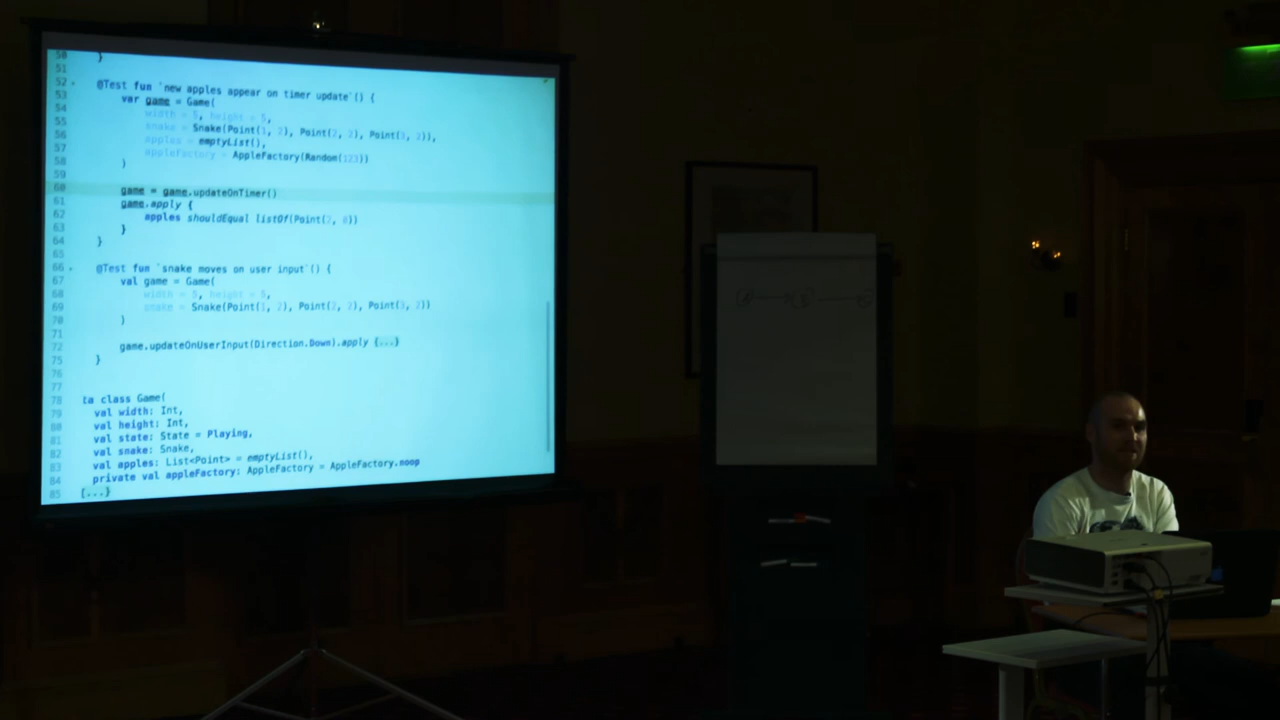 50 }
51
52 @Test fun `new apples appear on timer update`() {
53 var game = Game(
54 width = 5, height = 5,
55 snake = Snake(Point(1, 2), Point(2, 2), Point(3, 2)),
56 apples = emptyList(),
57 appleFactory = AppleFactory(Random(123))
58 )
59
60 game = game.updateOnTimer()
61 game.apply {
62 apples shouldEqual listOf(Point(2, 0))
63 }
64 }
65
66 @Test fun `snake moves on user input`() {
67 val game = Game(
68 width = 5, height = 5,
69 snake = Snake(Point(1, 2), Point(2, 2), Point(3, 2))
70 )
71
72 game.updateOnUserInput(Direction.Down).apply {...}
75 }
76
77
78 ta class Game(
79 val width: Int,
80 val height: Int,
81 val state: State = Playing,
82 val snake: Snake,
83 val apples: List<Point> = emptyList(),
84 private val appleFactory: AppleFactory = AppleFactory.noop
85 {...}